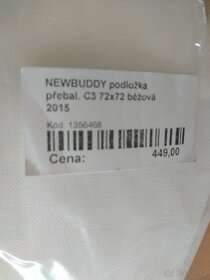 NEWBUDDY podložka
přebal. C3 72x72 béžová
2015
Kód: 1356468
Cena: 449,00